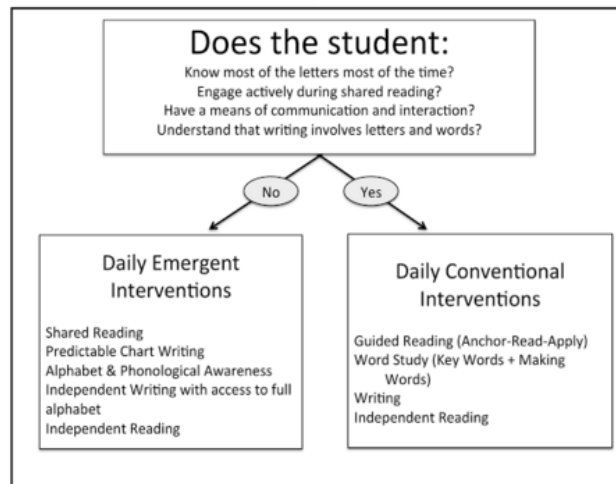 Does the student:
Know most of the letters most of the time?
Engage actively during shared reading?
Have a means of communication and interaction?
Understand that writing involves letters and words?
No
Yes
Daily Emergent
Interventions
Shared Reading
Predictable Chart Writing
Alphabet & Phonological Awareness
Independent Writing with access to full
alphabet
Independent Reading
Daily Conventional
Interventions
Guided Reading (Anchor-Read-Apply)
Word Study (Key Words + Making
Words)
Writing
Independent Reading